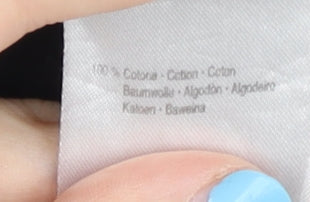 100 % Cotone · Cotton · Coton
Baumwolle · Algodón · Algodeiro
Katoen · Bawełna